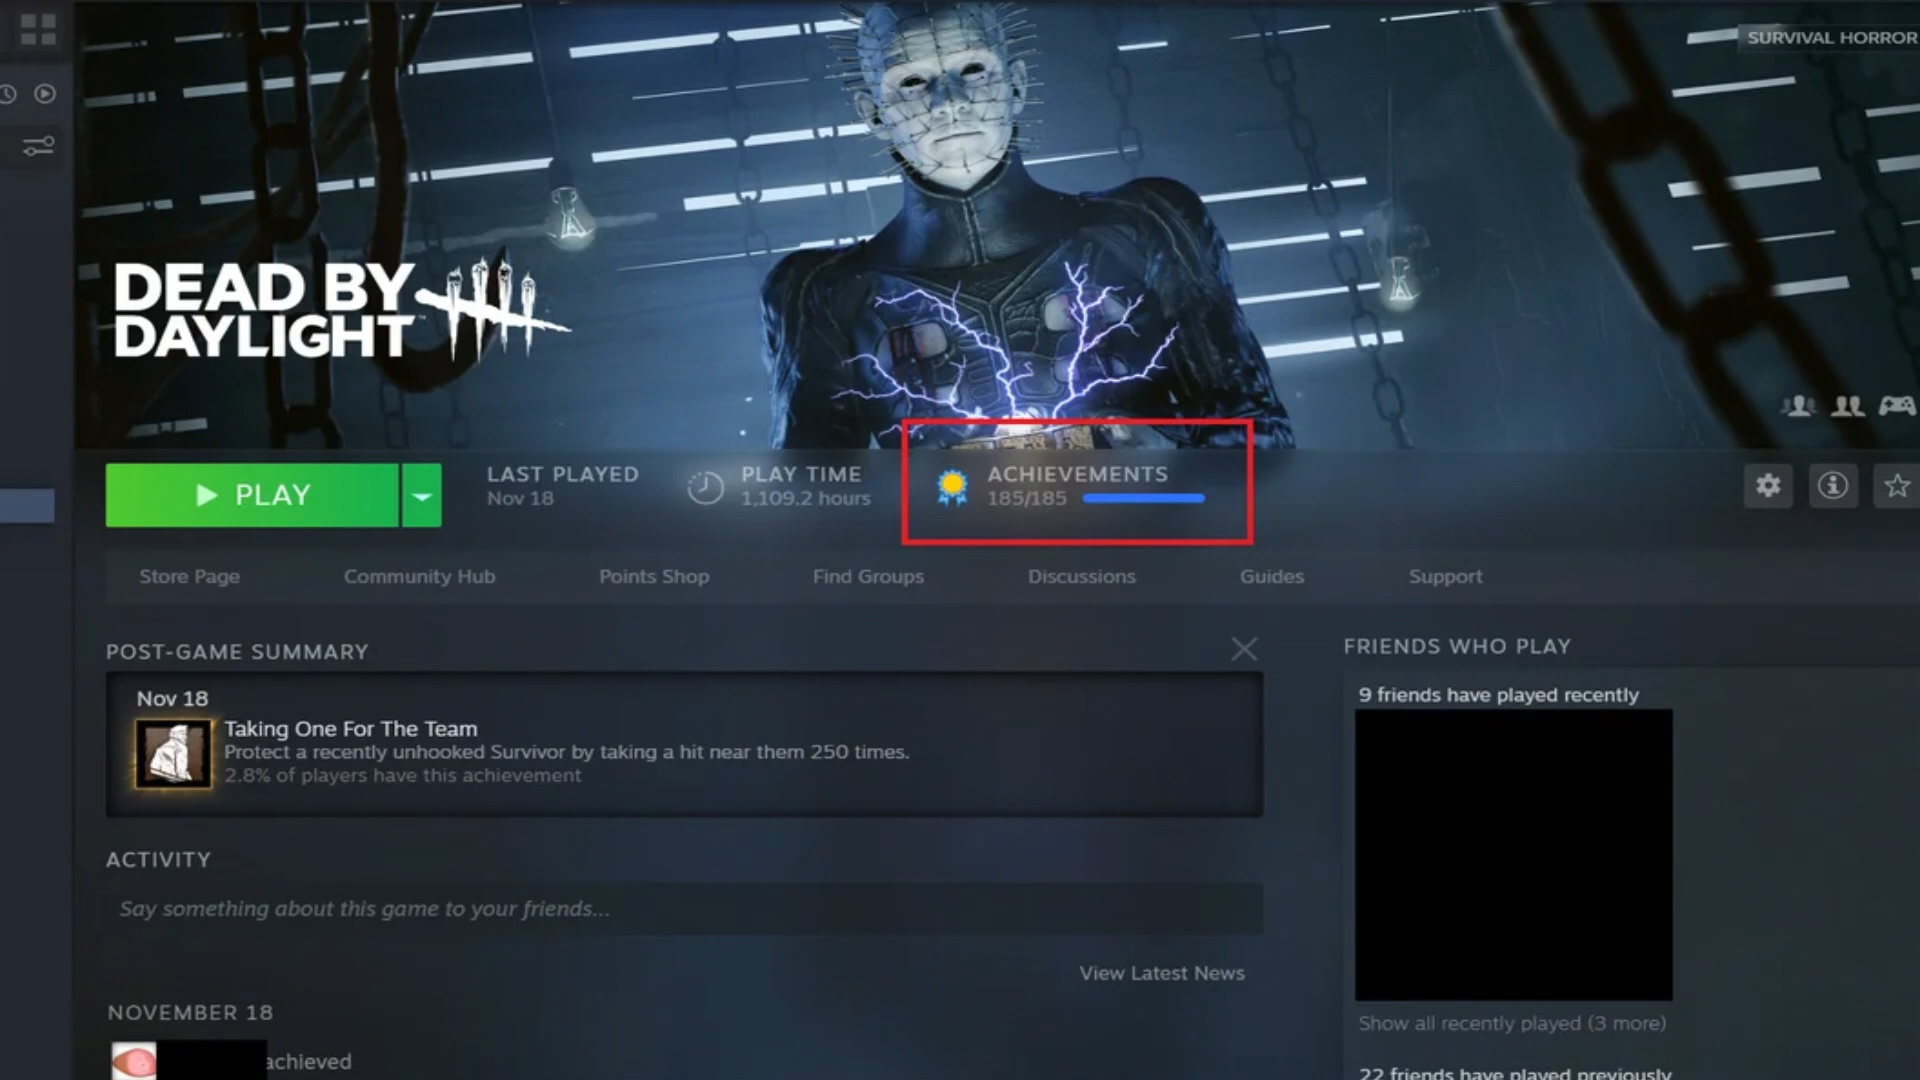 SURVIVAL HORROR
DEAD BY
DAYLIGHT™
PLAY
LAST PLAYED
Nov 18
PLAY TIME
1,109.2 hours
ACHIEVEMENTS
185/185
Store Page
Community Hub
Points Shop
Find Groups
Discussions
Guides
Support
POST-GAME SUMMARY
Nov 18
Taking One For The Team
Protect a recently unhooked Survivor by taking a hit near them 250 times.
2.8% of players have this achievement
ACTIVITY
Say something about this game to your friends...
View Latest News
NOVEMBER 18
achieved
FRIENDS WHO PLAY
9 friends have played recently
Show all recently played (3 more)
22 friends have played previously